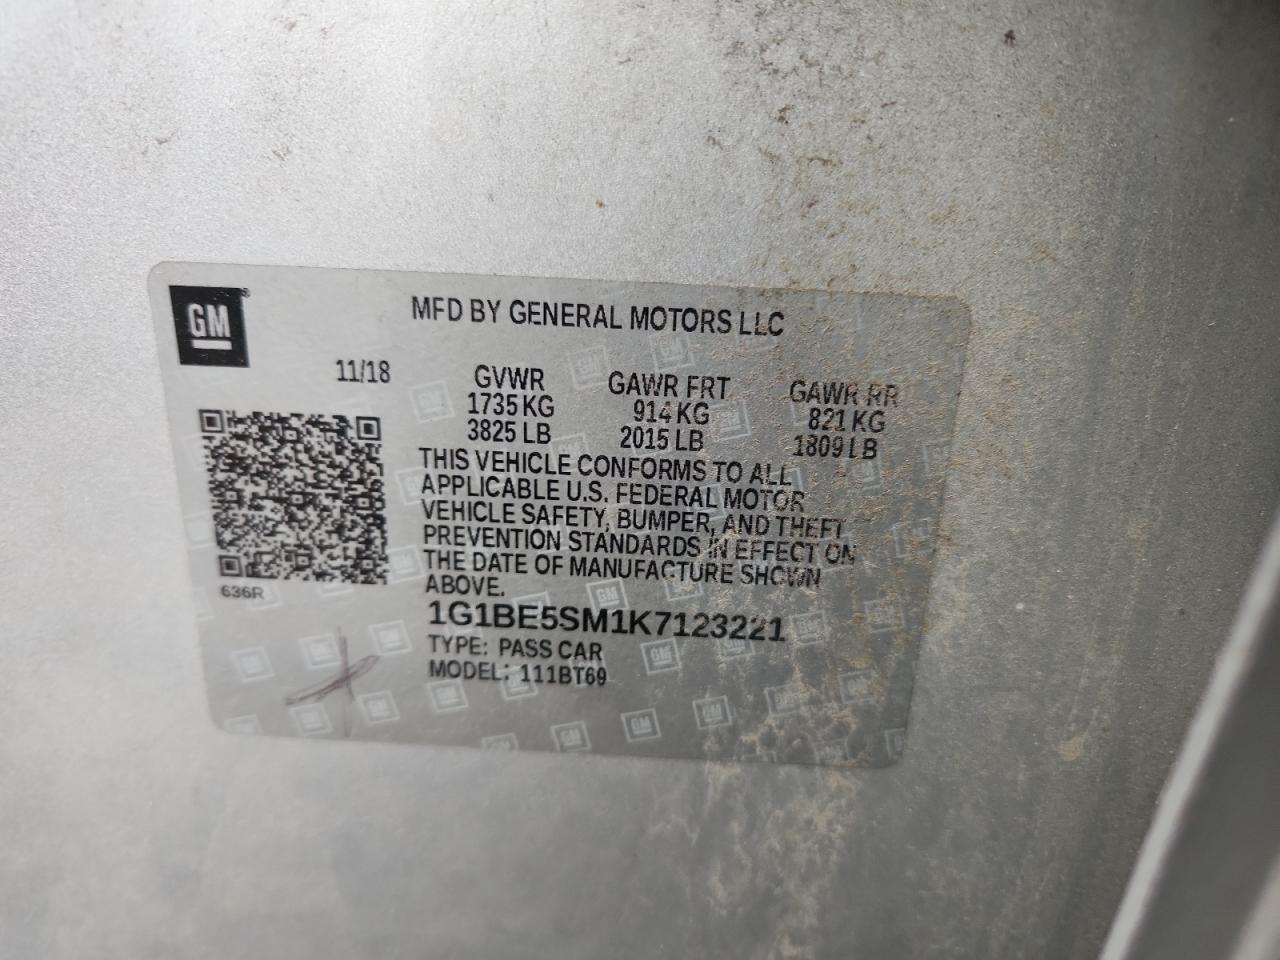 GM
MFD BY GENERAL MOTORS LLC
11/18
GVWR GAWR FRT GAWR RR
1735 KG 914 KG 821 KG
3825 LB 2015 LB 1809 LB
THIS VEHICLE CONFORMS TO ALL
APPLICABLE U.S. FEDERAL MOTOR
VEHICLE SAFETY, BUMPER, AND THEFT
PREVENTION STANDARDS IN EFFECT ON
THE DATE OF MANUFACTURE SHOWN
ABOVE.
636R
1G1BE5SM1K7123221
TYPE: PASS CAR
MODEL: 111BT69